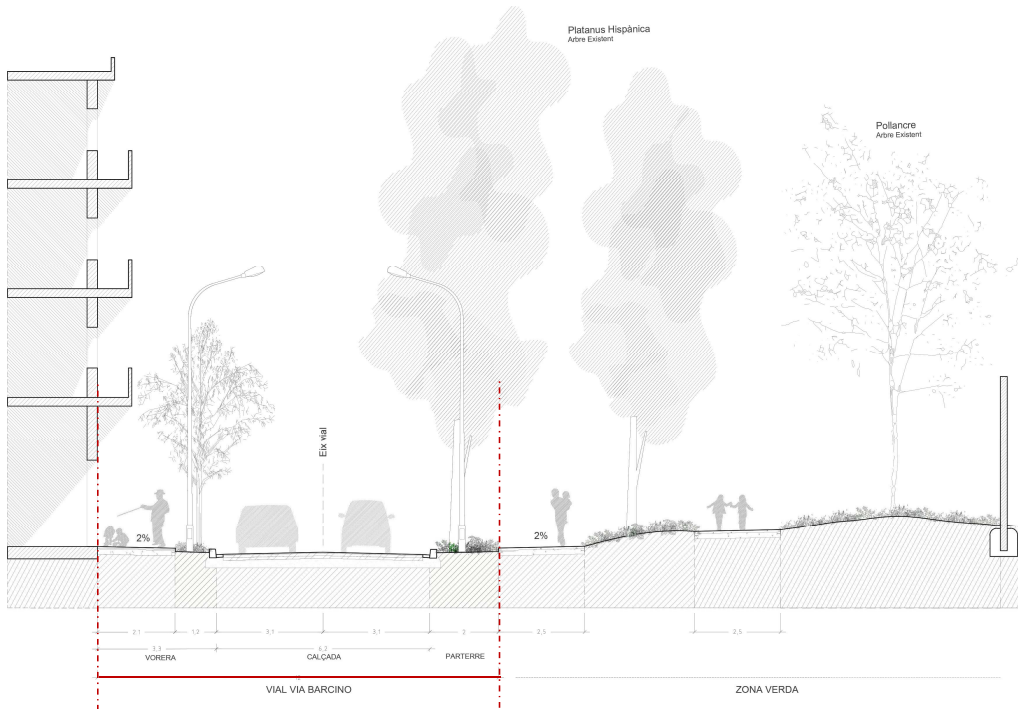 Platanus Hispànica
Arbre Existent
Pollancre
Arbre Existent
Eix vial
2%
2%
2,1
1,2
3,1
3,1
2
2,5
2,5
3,3
6,2
VORERA
CALÇADA
PARTERRE
VIAL VIA BARCINO
ZONA VERDA